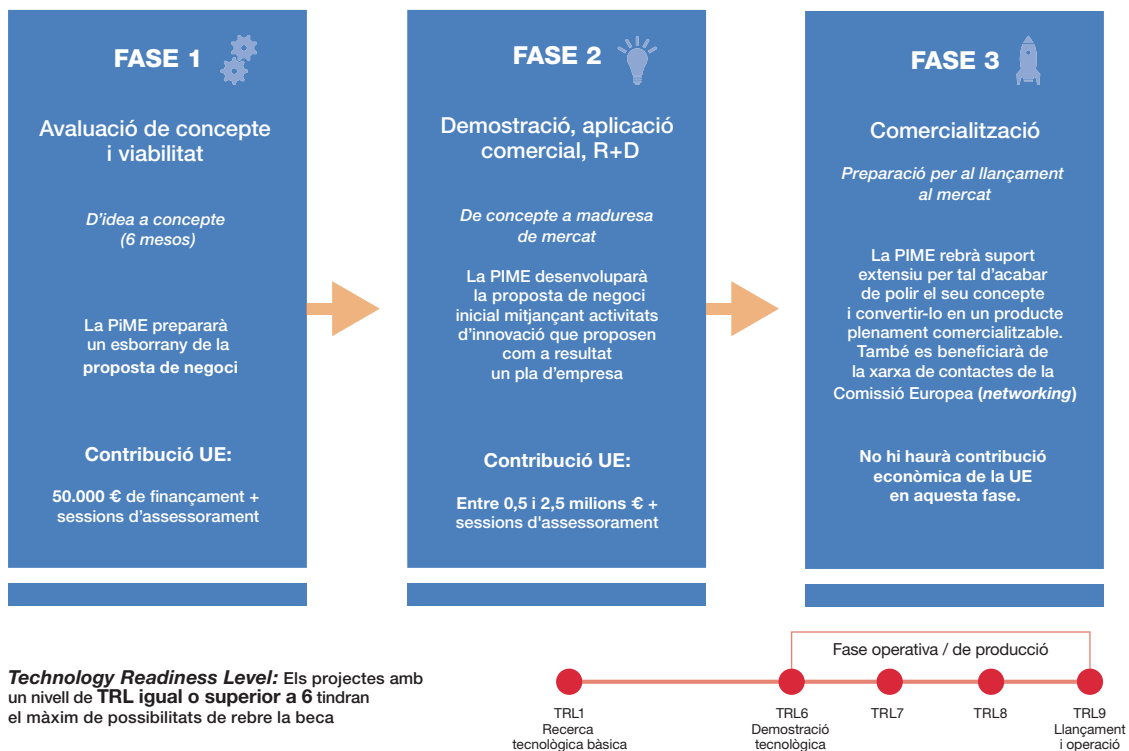 FASE 1
Avaluació de concepte
i viabilitat
D'idea a concepte
(6 mesos)
La PiME prepararà
un esborrany de la
proposta de negoci
Contribució UE:
50.000 € de finançament +
sessions d'assessorament
FASE 2
Demostració, aplicació
comercial, R+D
De concepte a maduresa
de mercat
La PIME desenvoluparà
la proposta de negoci
inicial mitjançant activitats
d'innovació que proposen
com a resultat
un pla d'empresa
Contribució UE:
Entre 0,5 i 2,5 milions € +
sessions d'assessorament
FASE 3
Comercialització
Preparació per al llançament
al mercat
La PIME rebrà suport
extensiu per tal d'acabar
de polir el seu concepte
i convertir-lo en un producte
plenament comercialitzable.
També es beneficiarà de
la xarxa de contactes de la
Comissió Europea (networking)
No hi haurà contribució
econòmica de la UE
en aquesta fase.
Technology Readiness Level: Els projectes amb
un nivell de TRL igual o superior a 6 tindran
el màxim de possibilitats de rebre la beca
Fase operativa / de producció
TRL1
Recerca
tecnològica bàsica
TRL6
Demostració
tecnològica
TRL7
TRL8
TRL9
Llançament
i operació